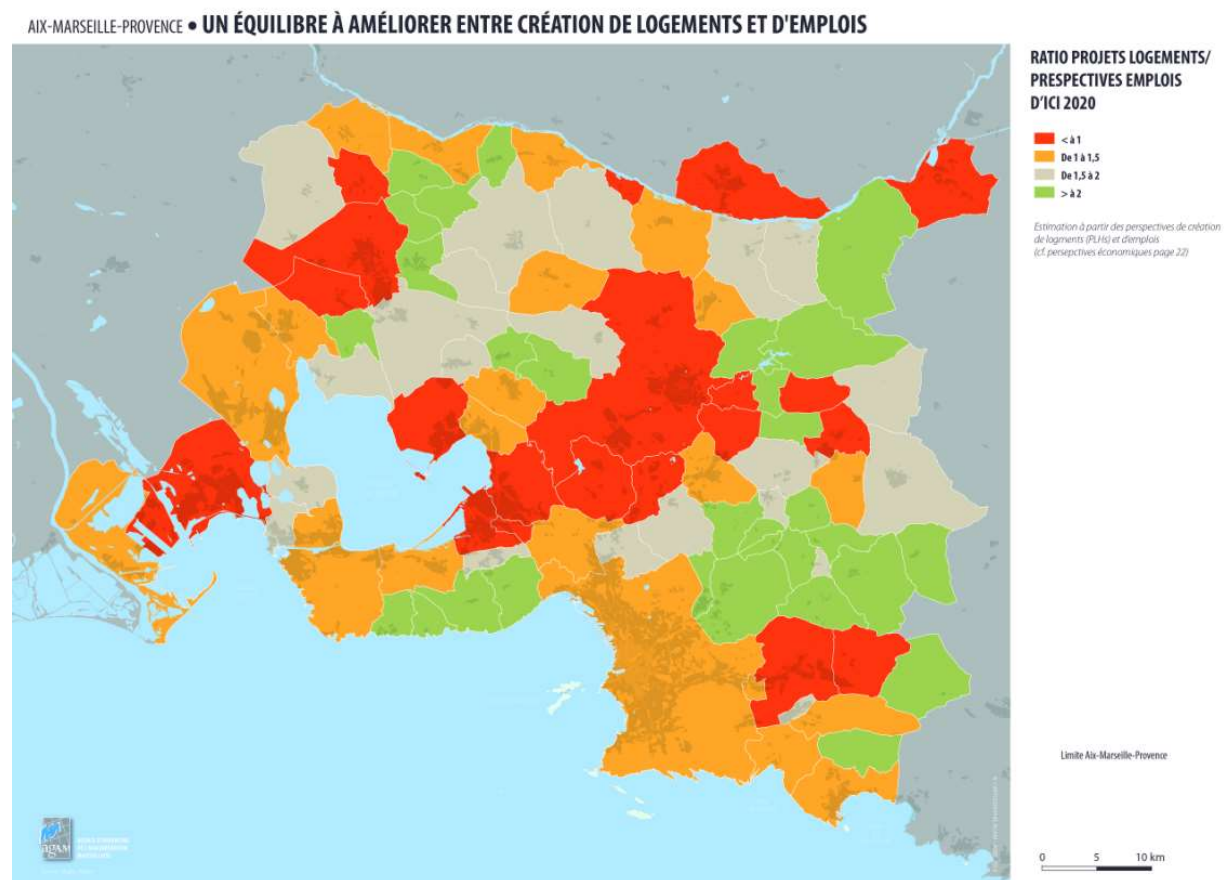 AIX-MARSEILLE-PROVENCE • UN ÉQUILIBRE À AMÉLIORER ENTRE CRÉATION DE LOGEMENTS ET D'EMPLOIS
RATIO PROJETS LOGEMENTS/
PRESPECTIVES EMPLOIS
D'ICI 2020
< à 1
De 1 à 1,5
De 1,5 à 2
> à 2
Estimation à partir des perspectives de création
de logments (PLHs) et d'emplois
(cf. persepctives économiques page 22)
Limite Aix-Marseille-Provence
0 5 10 km
agAM